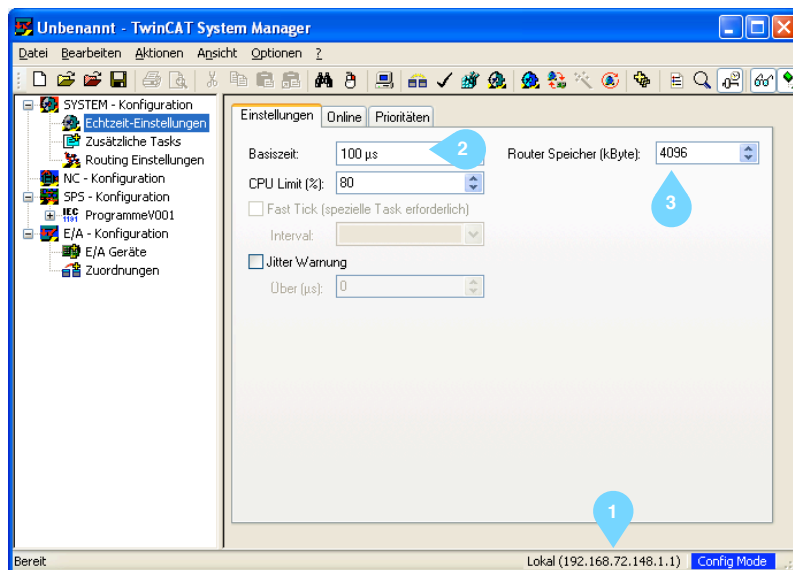 Unbenannt - TwinCAT System Manager
Datei Bearbeiten Aktionen Ansicht Optionen ?
SYSTEM - Konfiguration
Echtzeit-Einstellungen
Zusätzliche Tasks
Routing Einstellungen
NC - Konfiguration
SPS - Konfiguration
IEC 1131 ProgrammeV001
E/A - Konfiguration
E/A Geräte
Zuordnungen
Einstellungen Online Prioritäten
Basiszeit: 100 µs 2 Router Speicher (kByte): 4096
CPU Limit (%): 80 3
Fast Tick (spezielle Task erforderlich)
Interval:
Jitter Warnung
Über (µs): 0
1
Bereit Lokal (192.168.72.148.1.1) Config Mode